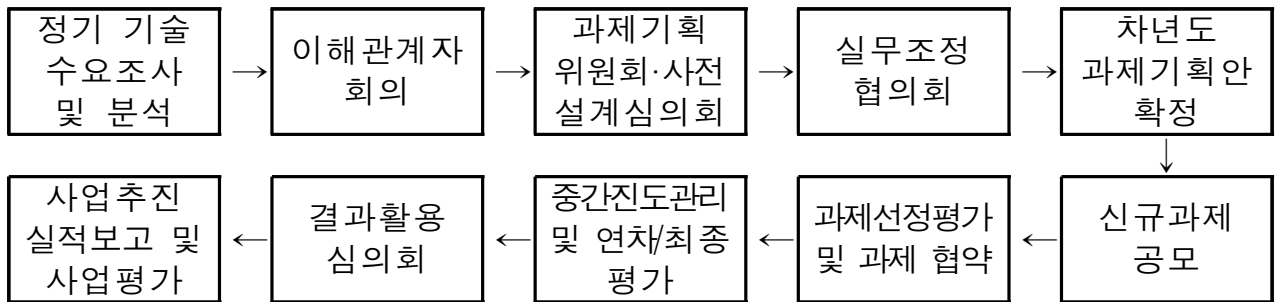 정기 기술
수요조사
및 분석
이해관계자
회의
과제기획
위원회·사전
설계심의회
실무조정
협의회
차년도
과제기획안
확정
신규과제
공모
과제선정평가
및 과제 협약
중간진도관리
및 연차/최종
평가
결과활용
심의회
사업추진
실적보고 및
사업평가